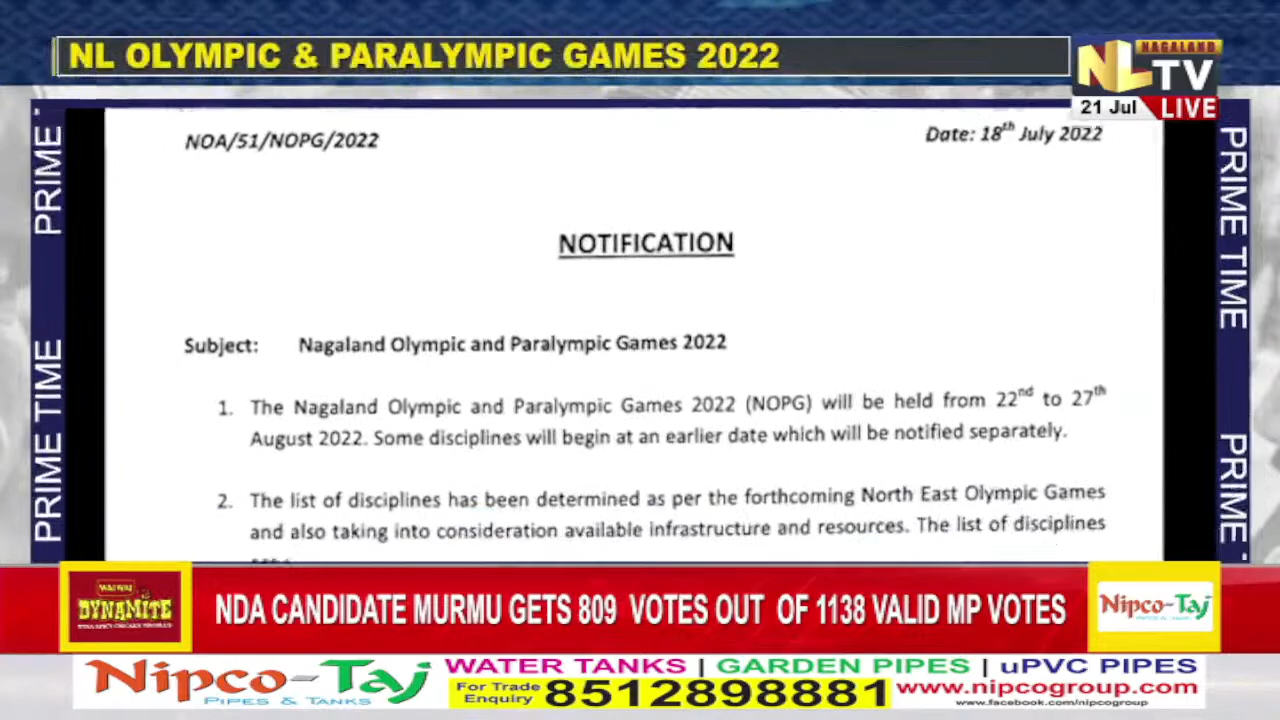 NL OLYMPIC & PARALYMPIC GAMES 2022
NAGALAND
NLTV
21 Jul LIVE
PRIME TIME
PRIME
PRIME TIME
PRIME
NOA/51/NOPG/2022
Date: 18th July 2022
NOTIFICATION
Subject: Nagaland Olympic and Paralympic Games 2022
1. The Nagaland Olympic and Paralympic Games 2022 (NOPG) will be held from 22nd to 27th
August 2022. Some disciplines will begin at an earlier date which will be notified separately.
2. The list of disciplines has been determined as per the forthcoming North East Olympic Games
and also taking into consideration available infrastructure and resources. The list of disciplines
WAI WAI
DYNAMITE
NDA CANDIDATE MURMU GETS 809 VOTES OUT OF 1138 VALID MP VOTES
Nipco-Taj
Nipco-Taj
PIPES & TANKS
WATER TANKS | GARDEN PIPES | uPVC PIPES
For Trade
Enquiry
8512898881
www.nipcogroup.com
www.facebook.com/nipcogroup